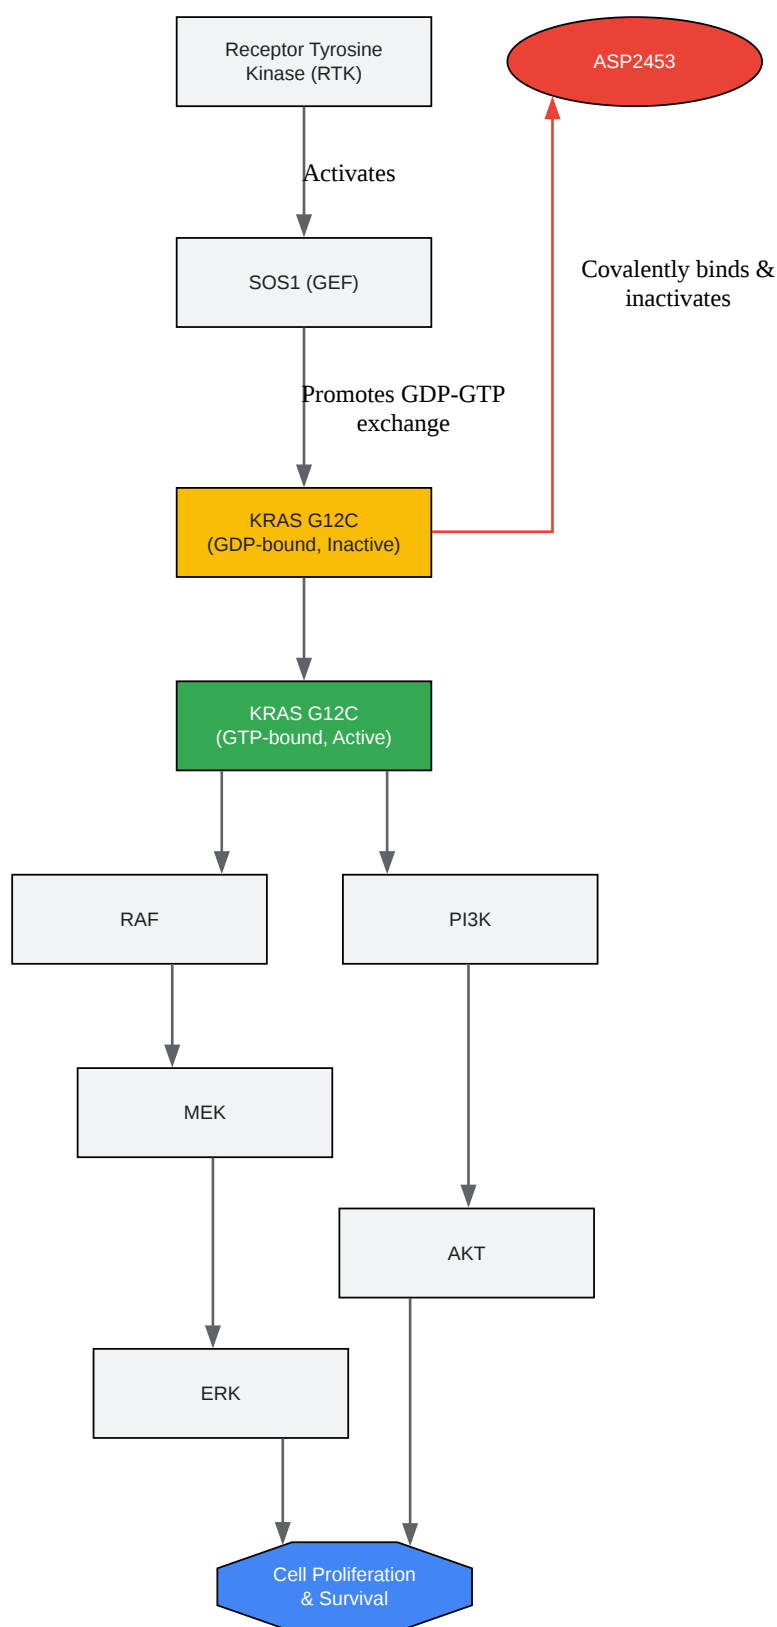 Receptor Tyrosine
Kinase (RTK)
ASP2453
Activates
SOS1 (GEF)
Covalently binds &
inactivates
Promotes GDP-GTP
exchange
KRAS G12C
(GDP-bound, Inactive)
KRAS G12C
(GTP-bound, Active)
RAF
PI3K
MEK
AKT
ERK
Cell Proliferation
& Survival